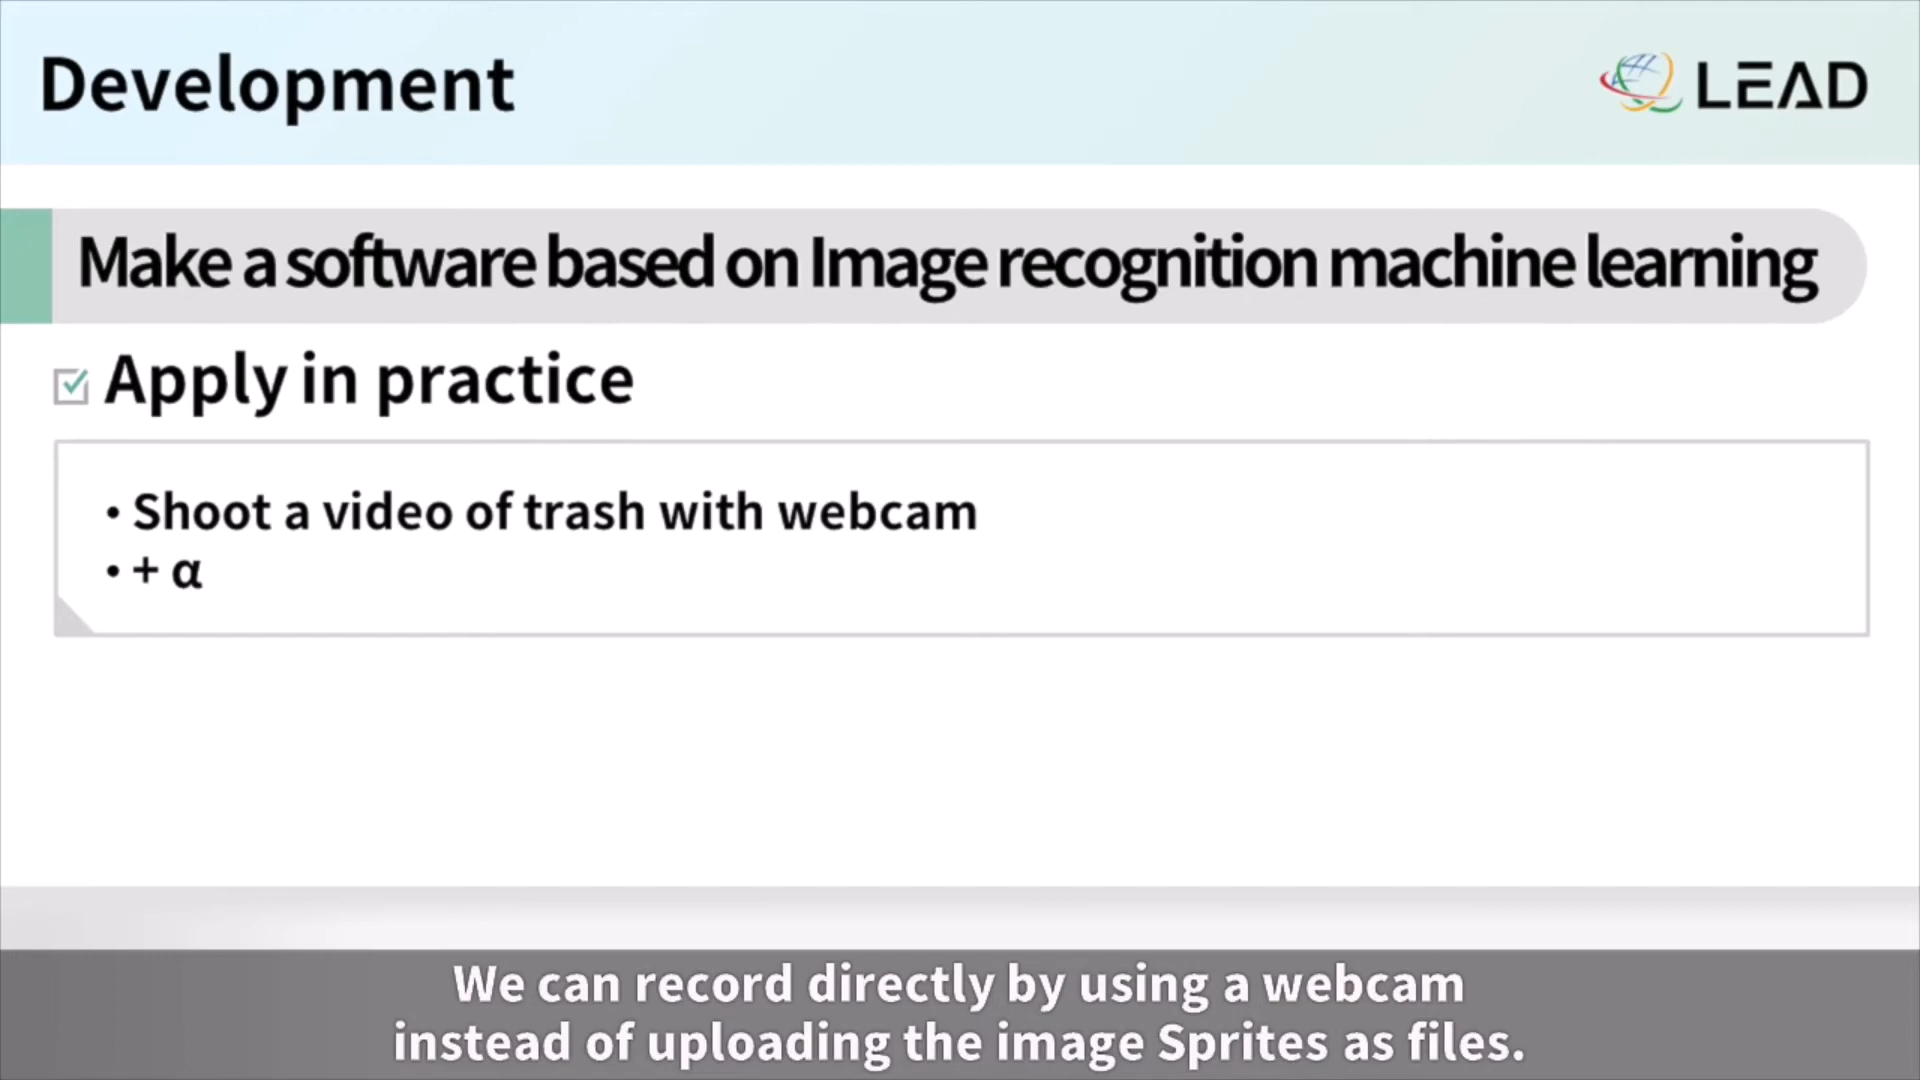 Development
LEAD
Make a software based on Image recognition machine learning
Apply in practice
• Shoot a video of trash with webcam
• + α
We can record directly by using a webcam
instead of uploading the image Sprites as files.